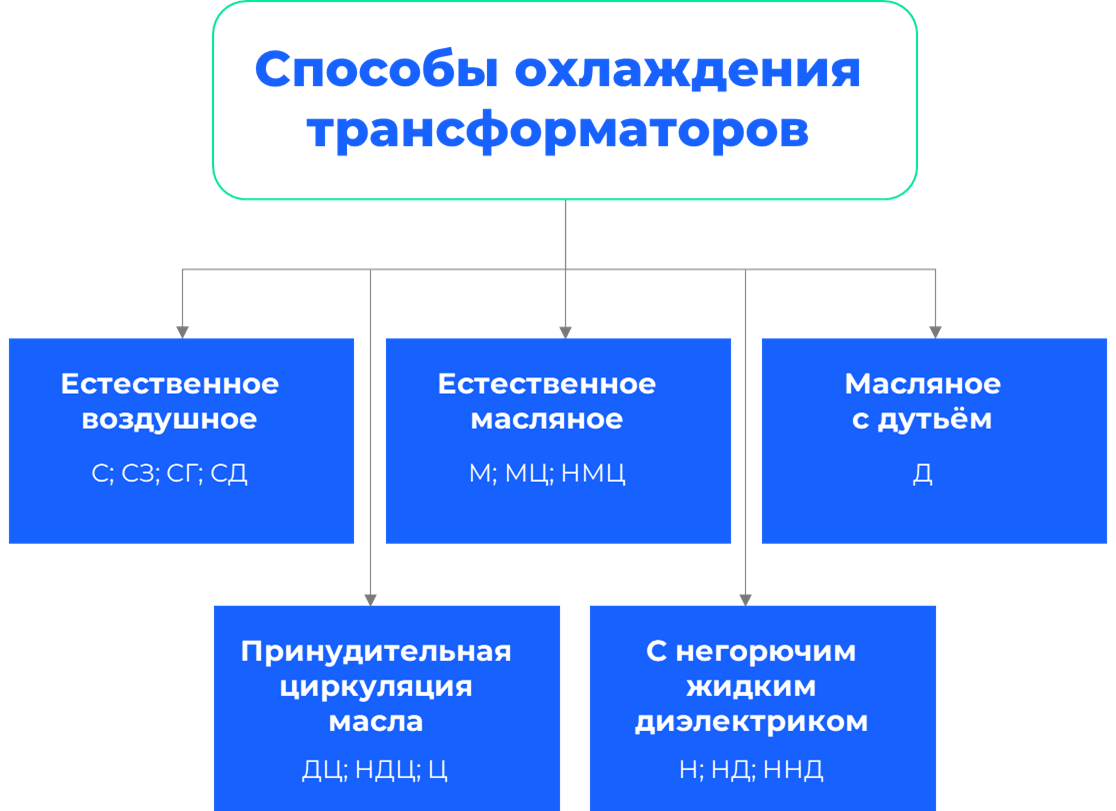 Способы охлаждения
трансформаторов
Естественное
воздушное
С; СЗ; СГ; СД
Естественное
масляное
М; МЦ; НМЦ
Масляное
с дутьём
Д
Принудительная
циркуляция
масла
ДЦ; НДЦ; Ц
С негорючим
жидким
диэлектриком
Н; НД; ННД